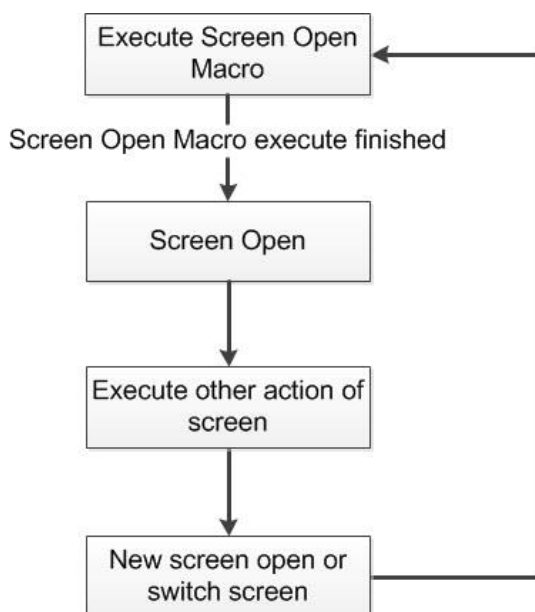 Execute Screen Open
Macro
Screen Open Macro execute finished
Screen Open
Execute other action of
screen
New screen open or
switch screen